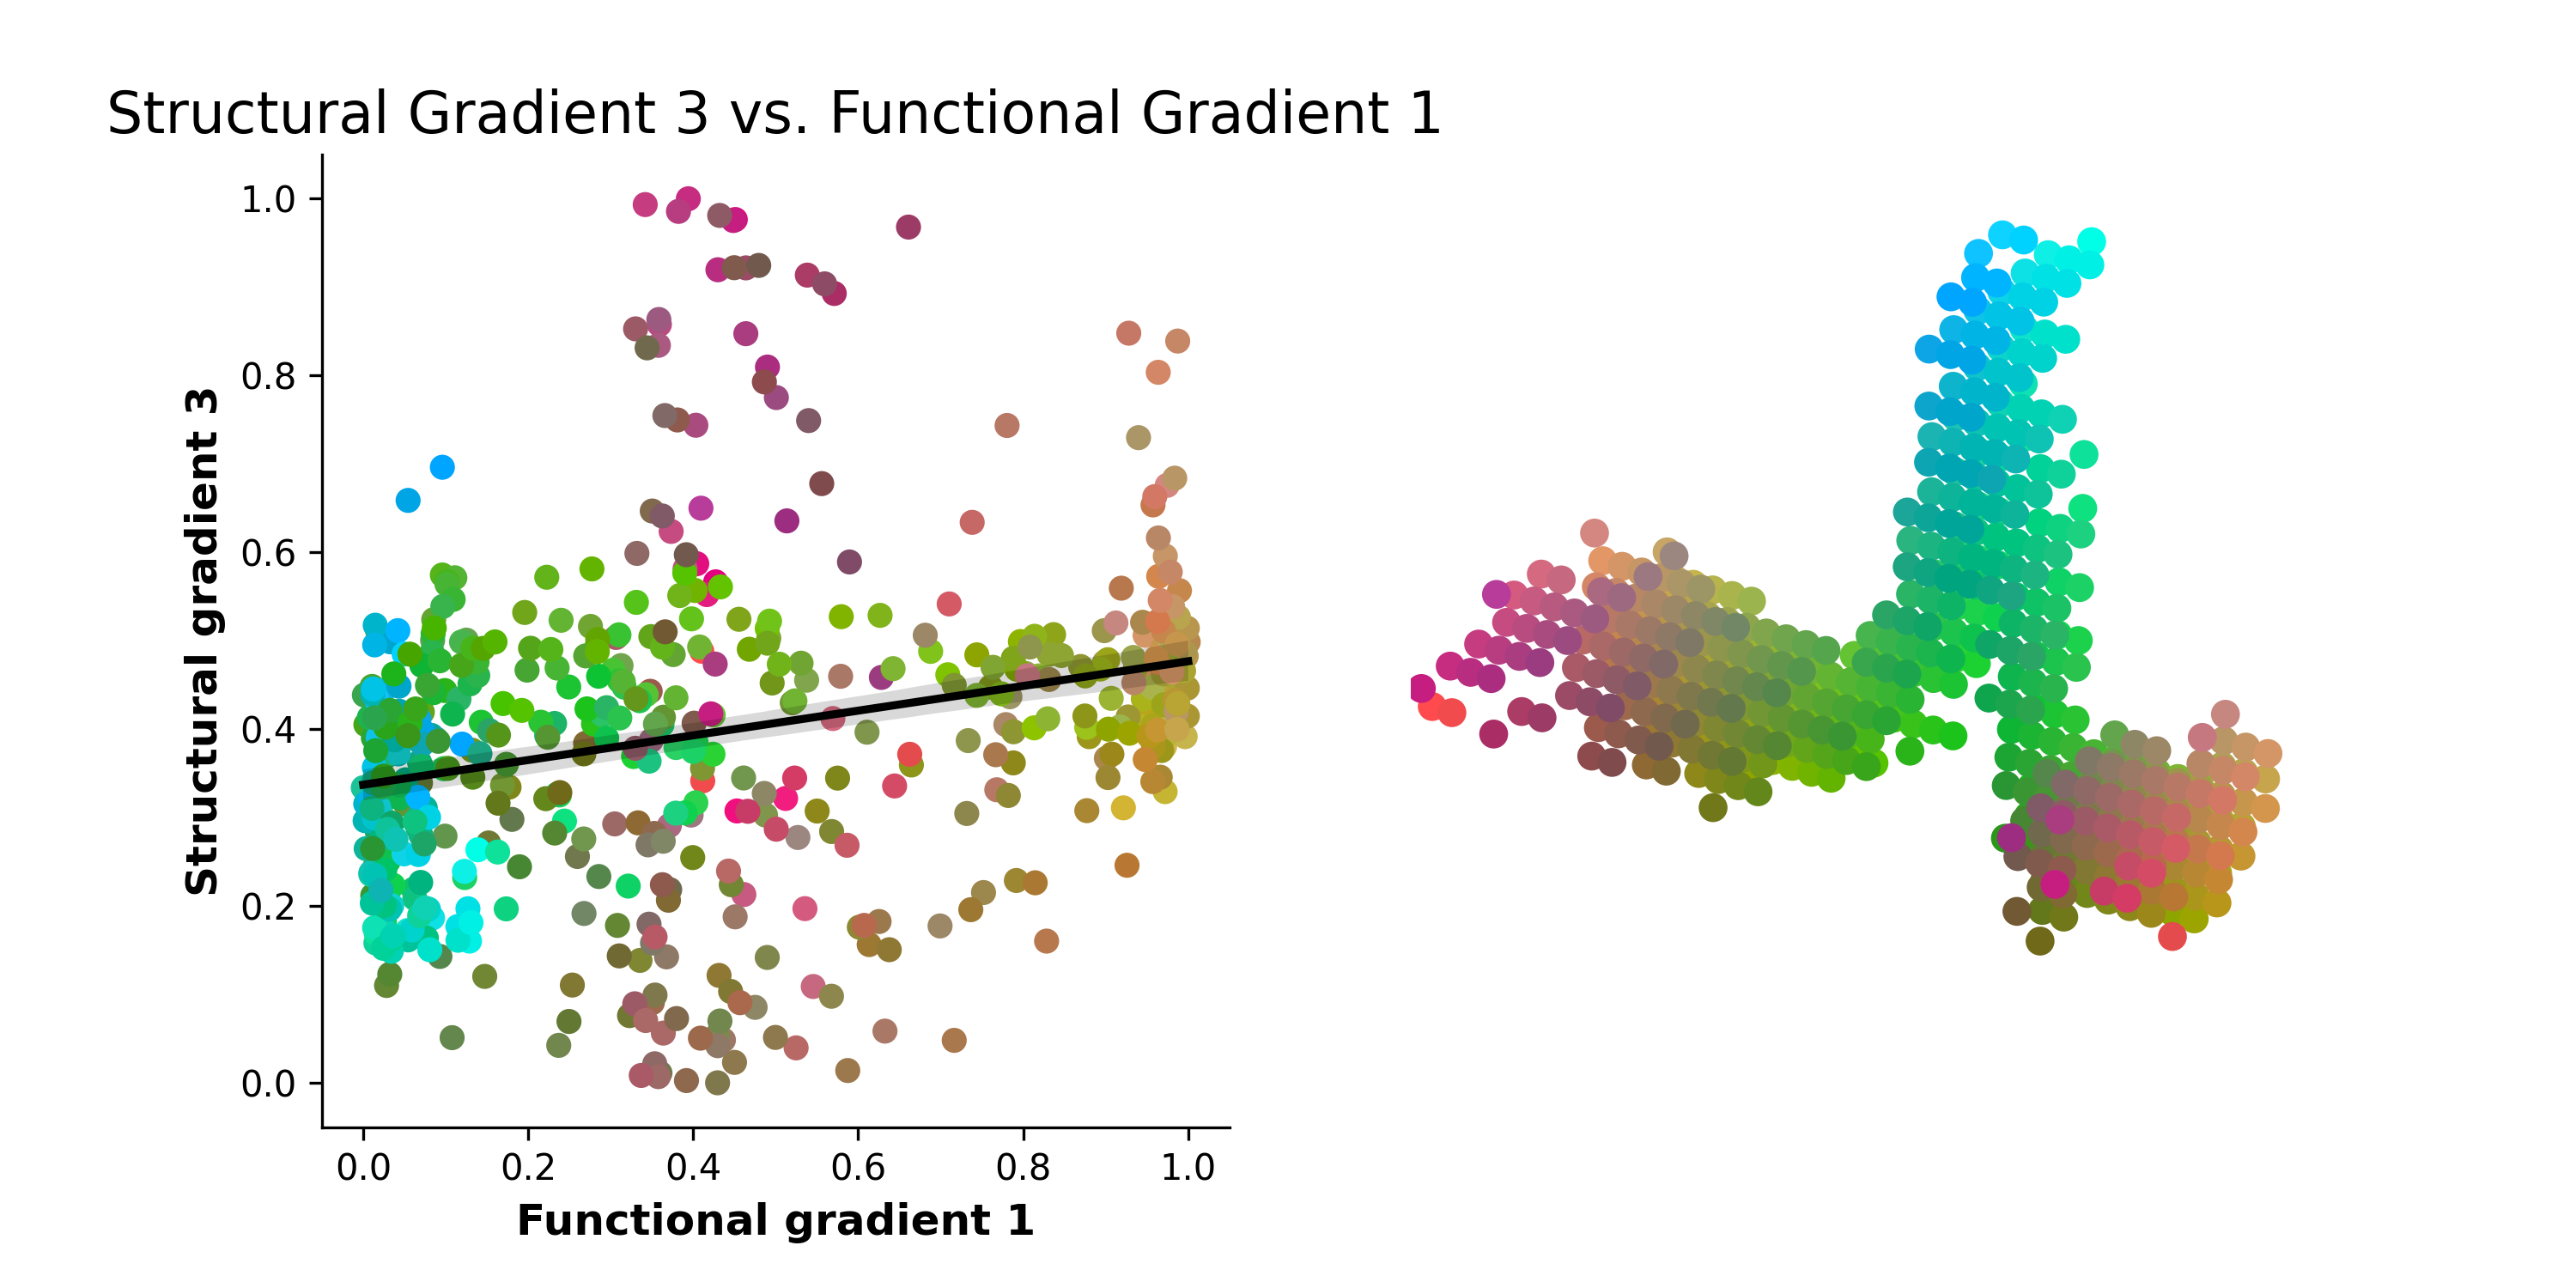 Structural Gradient 3 vs. Functional Gradient 1
Structural gradient 3
1.0
0.8
0.6
0.4
0.2
0.0
0.0 0.2 0.4 0.6 0.8 1.0
Functional gradient 1